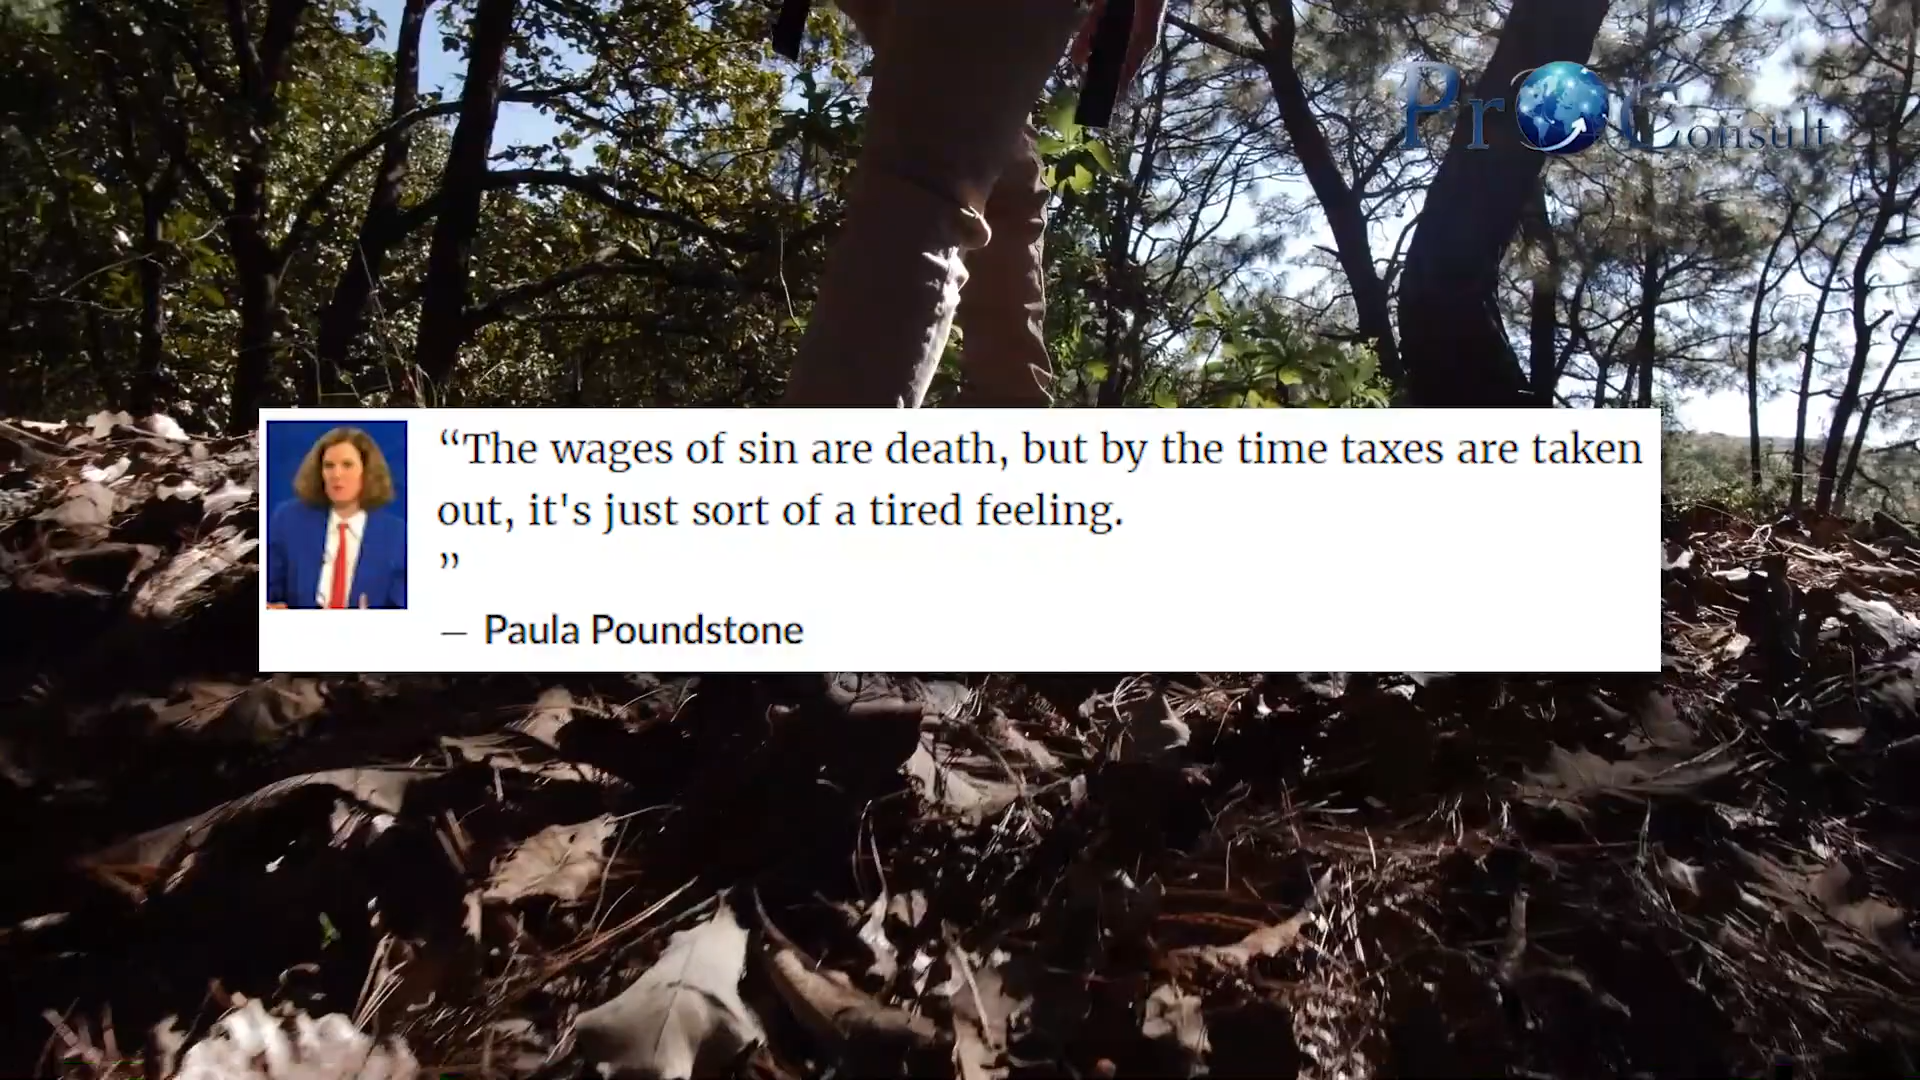 PrOConsult
“The wages of sin are death, but by the time taxes are taken
out, it's just sort of a tired feeling.
”
— Paula Poundstone